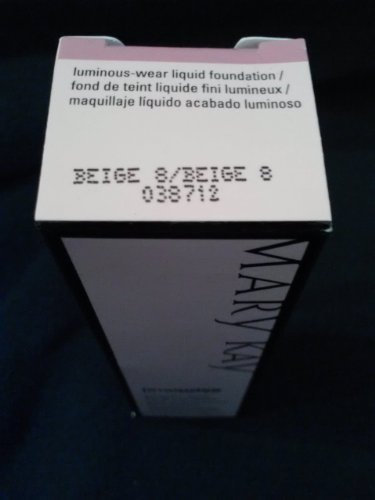 luminous-wear liquid foundation /
fond de teint liquide fini lumineux /
maquillaje líquido acabado luminoso
BEIGE 8/BEIGE 8
038712
MARY KAY